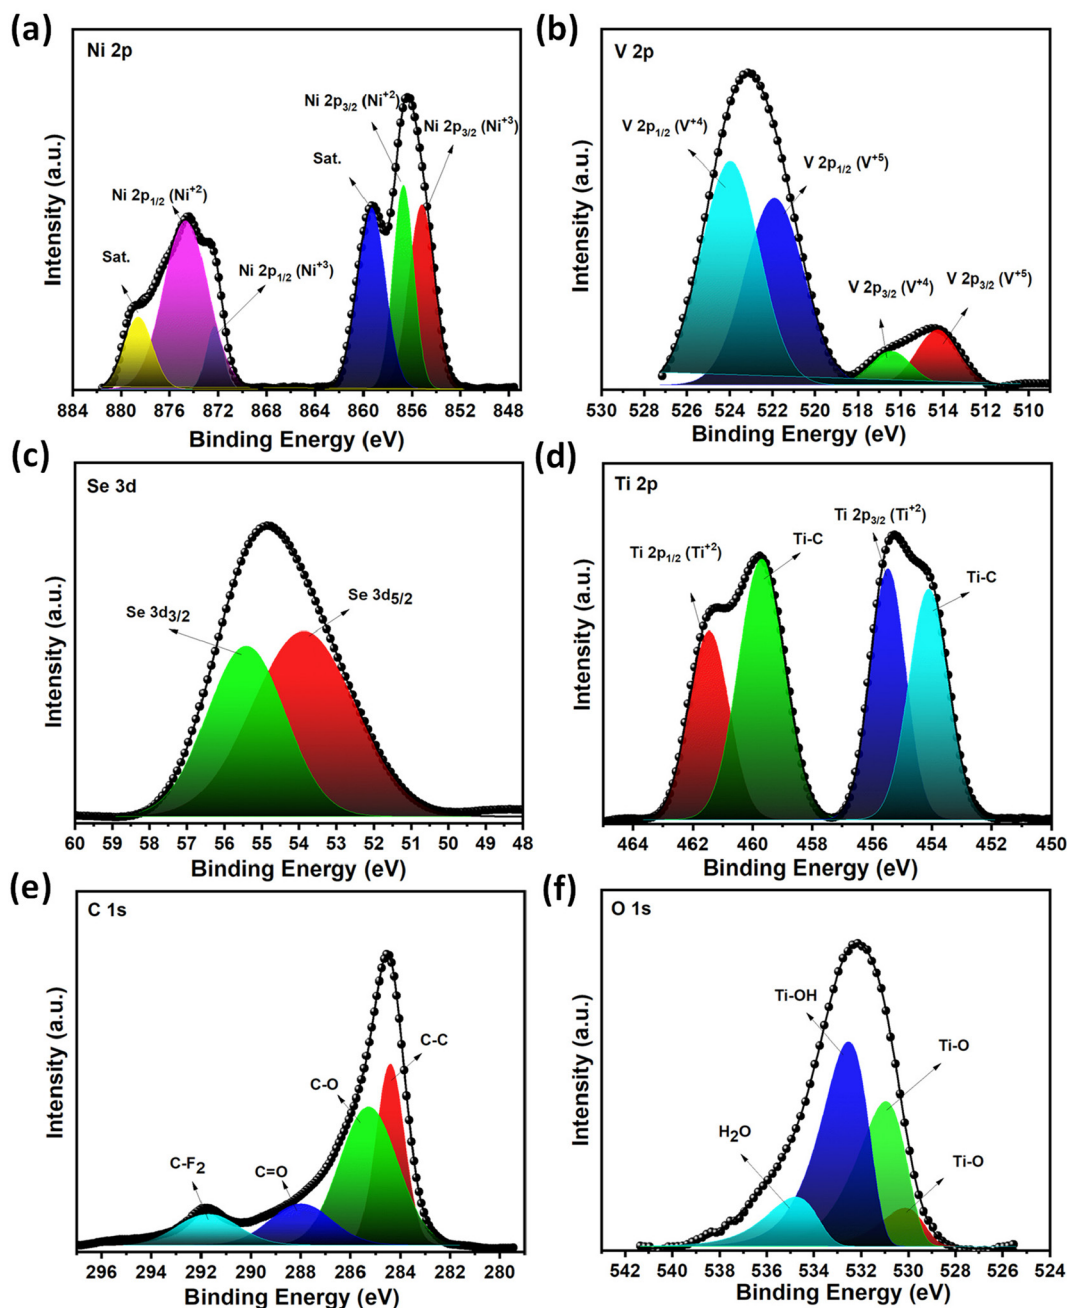 (a)
Ni 2p
Ni 2p3/2 (Ni+2)
Ni 2p3/2 (Ni+3)
Sat.
Ni 2p1/2 (Ni+2)
Sat.
Ni 2p1/2 (Ni+3)
Intensity (a.u.)
884 880 876 872 868 864 860 856 852 848
Binding Energy (eV)
(b)
V 2p
V 2p1/2 (V+4)
V 2p1/2 (V+5)
V 2p3/2 (V+4)
V 2p3/2 (V+5)
Intensity (a.u.)
530 528 526 524 522 520 518 516 514 512 510
Binding Energy (eV)
(c)
Se 3d
Se 3d5/2
Se 3d3/2
Intensity (a.u.)
60 59 58 57 56 55 54 53 52 51 50 49 48
Binding Energy (eV)
(d)
Ti 2p
Ti 2p3/2 (Ti+2)
Ti-C
Ti 2p1/2 (Ti+2)
Ti-C
Intensity (a.u.)
464 462 460 458 456 454 452 450
Binding Energy (eV)
(e)
C 1s
C-C
C-O
C-F2
C=O
Intensity (a.u.)
296 294 292 290 288 286 284 282 280
Binding Energy (eV)
(f)
O 1s
Ti-OH
Ti-O
H2O
Ti-O
Intensity (a.u.)
542 540 538 536 534 532 530 528 526 524
Binding Energy (eV)